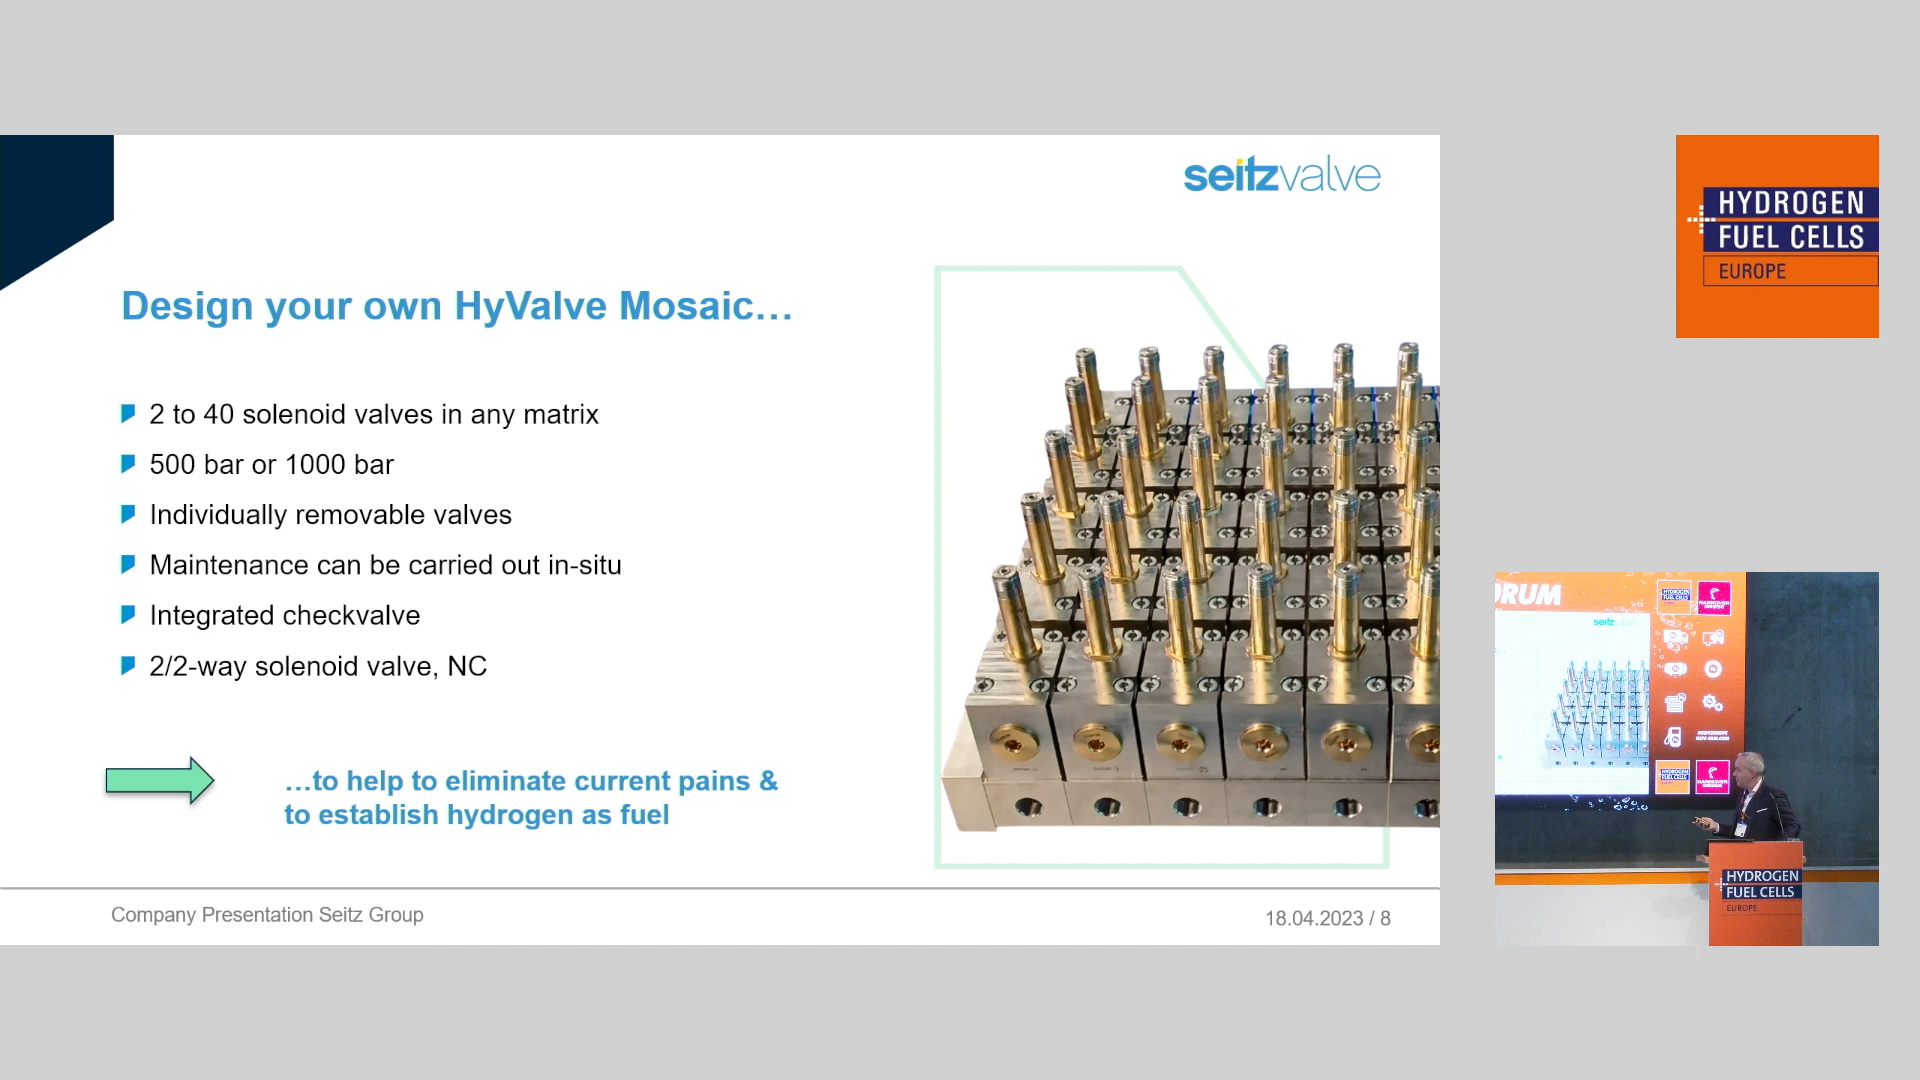 seitzvalve
Design your own HyValve Mosaic…
2 to 40 solenoid valves in any matrix
500 bar or 1000 bar
Individually removable valves
Maintenance can be carried out in-situ
Integrated checkvalve
2/2-way solenoid valve, NC
…to help to eliminate current pains &
to establish hydrogen as fuel
Company Presentation Seitz Group
18.04.2023 / 8
HYDROGEN
FUEL CELLS
EUROPE
seitz
HYDROGEN
FUEL CELLS
EUROPE